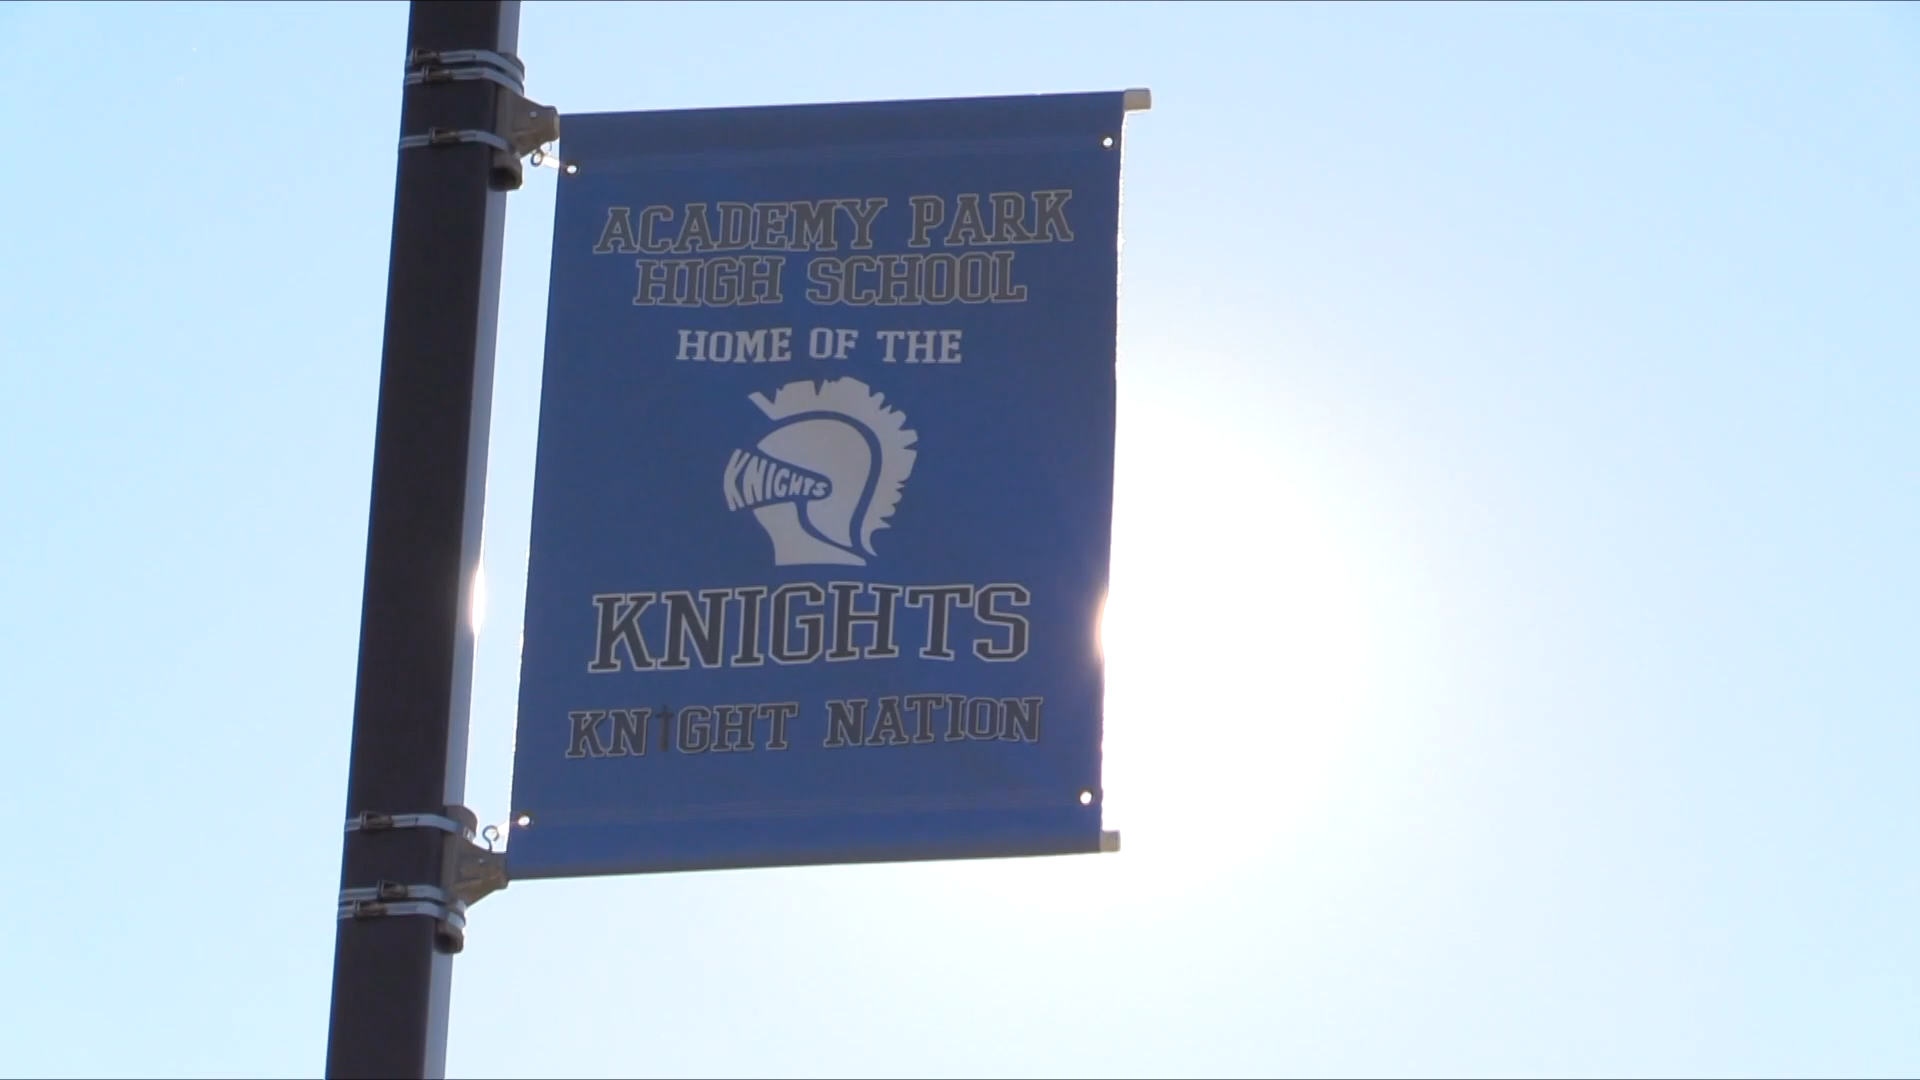 ACADEMY PARK
HIGH SCHOOL
HOME OF THE
KNIGHTS
KNIGHTS
KN†GHT NATION